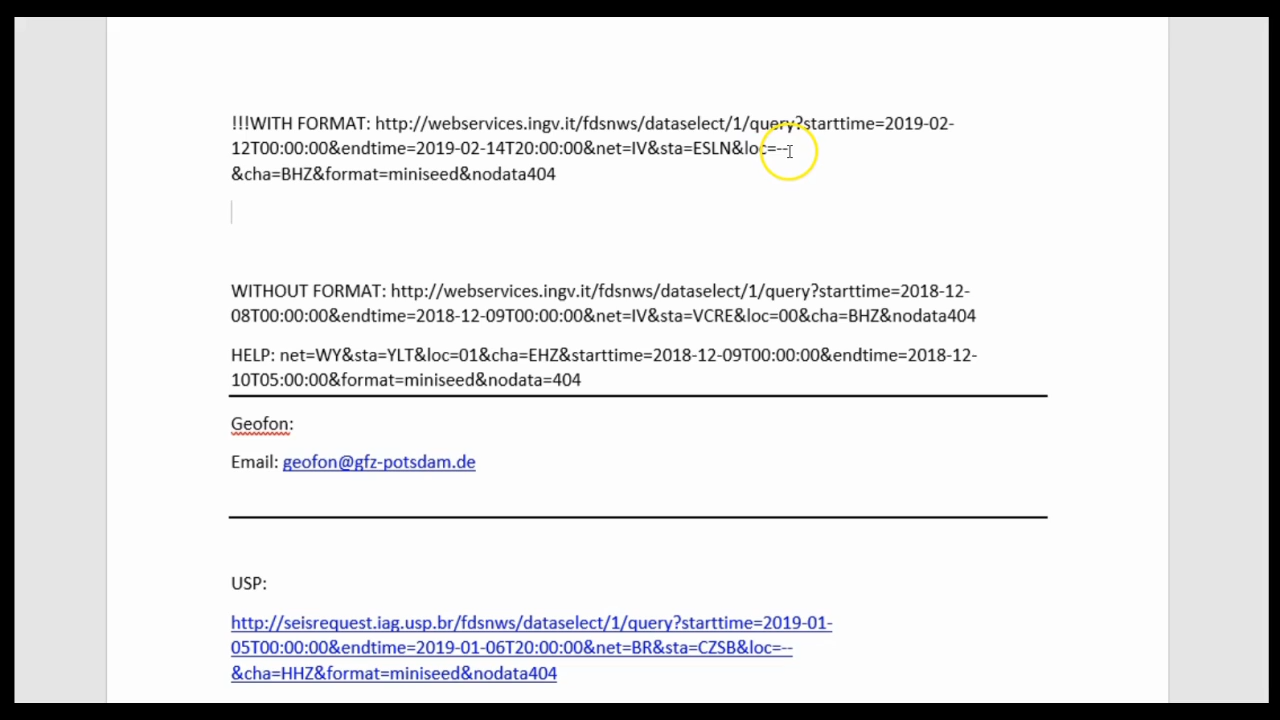 !!!WITH FORMAT: http://webservices.ingv.it/fdsnws/dataselect/1/query?starttime=2019-02-
12T00:00:00&endtime=2019-02-14T20:00:00&net=IV&sta=ESLN&loc=--
&cha=BHZ&format=miniseed&nodata404
WITHOUT FORMAT: http://webservices.ingv.it/fdsnws/dataselect/1/query?starttime=2018-12-
08T00:00:00&endtime=2018-12-09T00:00:00&net=IV&sta=VCRE&loc=00&cha=BHZ&nodata404
HELP: net=WY&sta=YLT&loc=01&cha=EHZ&starttime=2018-12-09T00:00:00&endtime=2018-12-
10T05:00:00&format=miniseed&nodata=404
Geofon:
Email: geofon@gfz-potsdam.de
USP:
http://seisrequest.iag.usp.br/fdsnws/dataselect/1/query?starttime=2019-01-
05T00:00:00&endtime=2019-01-06T20:00:00&net=BR&sta=CZSB&loc=--
&cha=HHZ&format=miniseed&nodata404